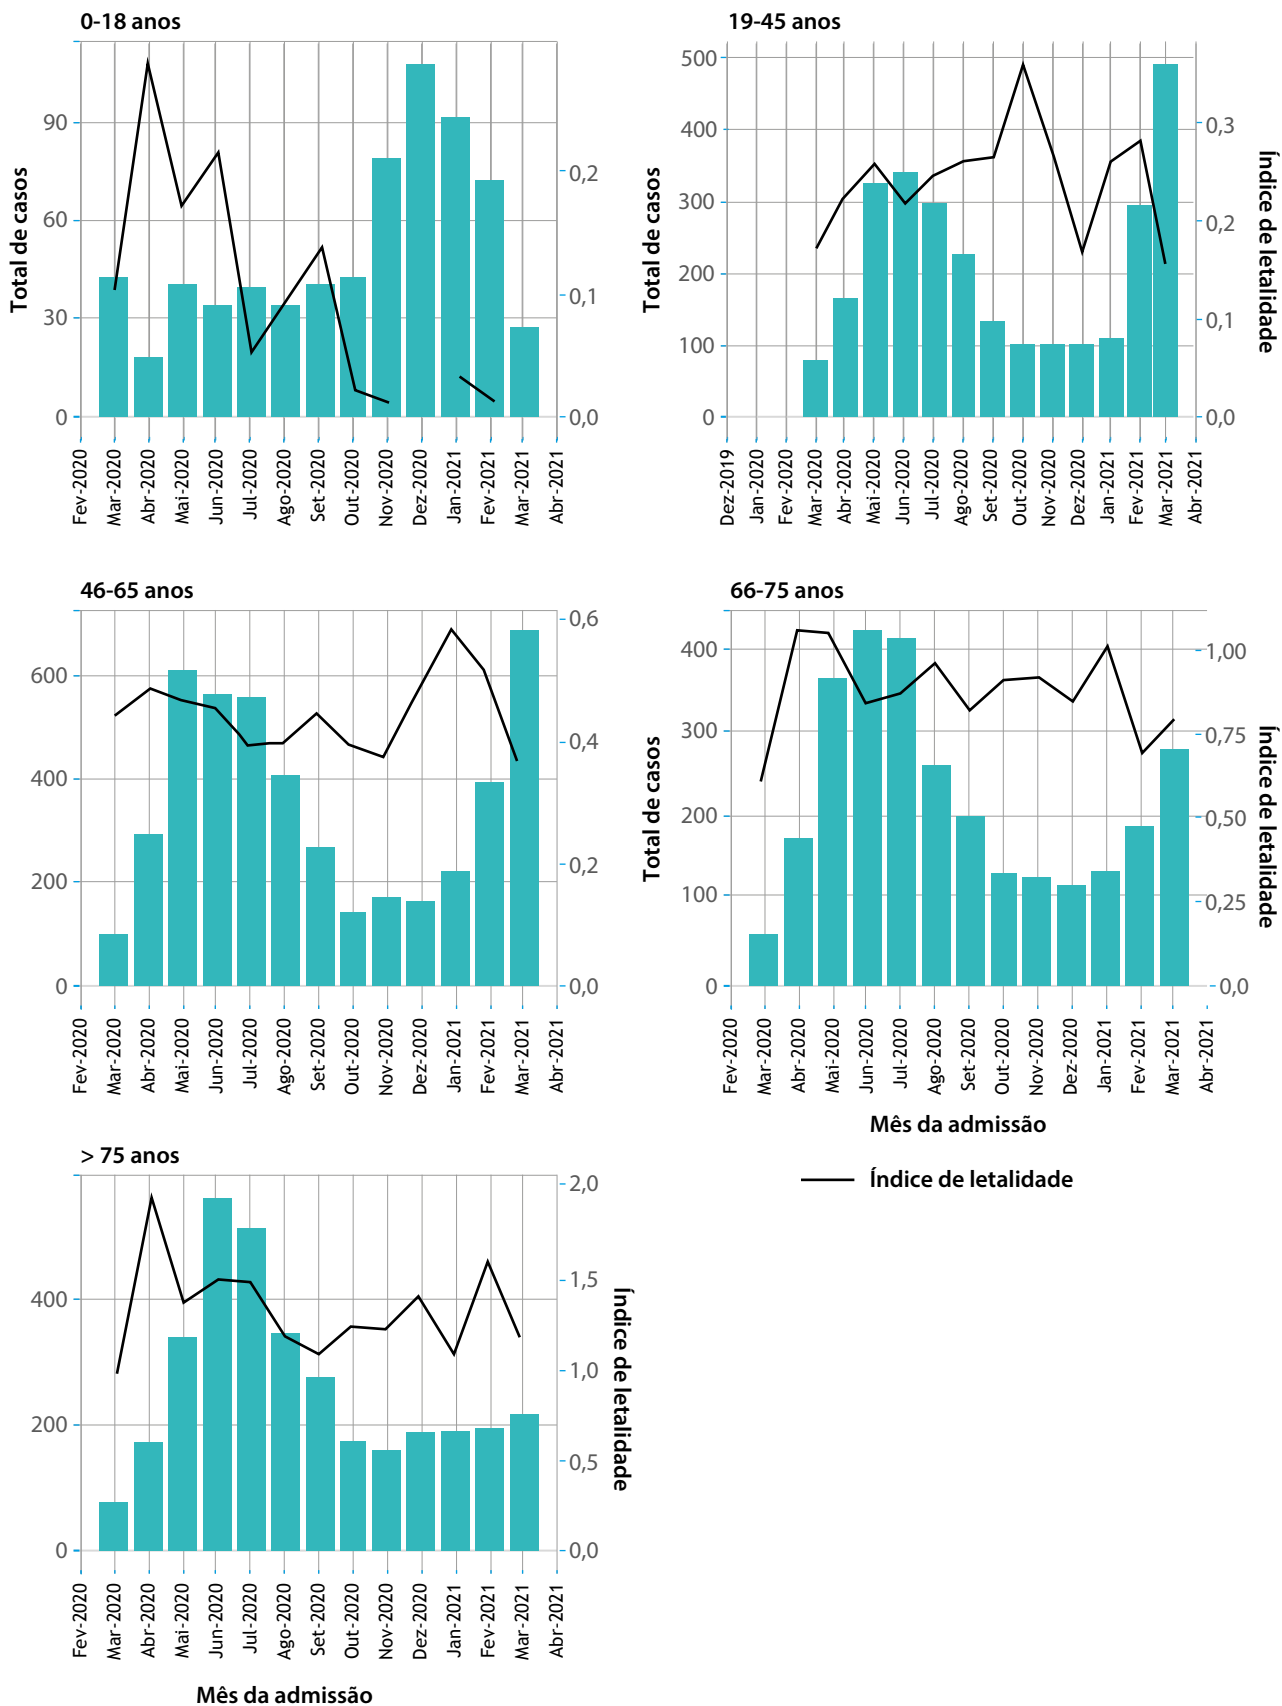 0-18 anos
Total de casos
90
60
30
0
0,2
0,1
0,0
Fev-2020
Mar-2020
Abr-2020
Mai-2020
Jun-2020
Jul-2020
Ago-2020
Set-2020
Out-2020
Nov-2020
Dez-2020
Jan-2021
Fev-2021
Mar-2021
Abr-2021
19-45 anos
Total de casos
500
400
300
200
100
0
0,3
0,2
0,1
0,0
Índice de letalidade
Dez-2019
Jan-2020
Fev-2020
Mar-2020
Abr-2020
Mai-2020
Jun-2020
Jul-2020
Ago-2020
Set-2020
Out-2020
Nov-2020
Dez-2020
Jan-2021
Fev-2021
Mar-2021
Abr-2021
46-65 anos
600
400
200
0
0,6
0,4
0,2
0,0
Fev-2020
Mar-2020
Abr-2020
Mai-2020
Jun-2020
Jul-2020
Ago-2020
Set-2020
Out-2020
Nov-2020
Dez-2020
Jan-2021
Fev-2021
Mar-2021
Abr-2021
66-75 anos
Total de casos
400
300
200
100
0
1,00
0,75
0,50
0,25
0,0
Índice de letalidade
Fev-2020
Mar-2020
Abr-2020
Mai-2020
Jun-2020
Jul-2020
Ago-2020
Set-2020
Out-2020
Nov-2020
Dez-2020
Jan-2021
Fev-2021
Mar-2021
Abr-2021
Mês da admissão
Índice de letalidade
> 75 anos
400
200
0
2,0
1,5
1,0
0,5
0,0
Índice de letalidade
Fev-2020
Mar-2020
Abr-2020
Mai-2020
Jun-2020
Jul-2020
Ago-2020
Set-2020
Out-2020
Nov-2020
Dez-2020
Jan-2021
Fev-2021
Mar-2021
Abr-2021
Mês da admissão